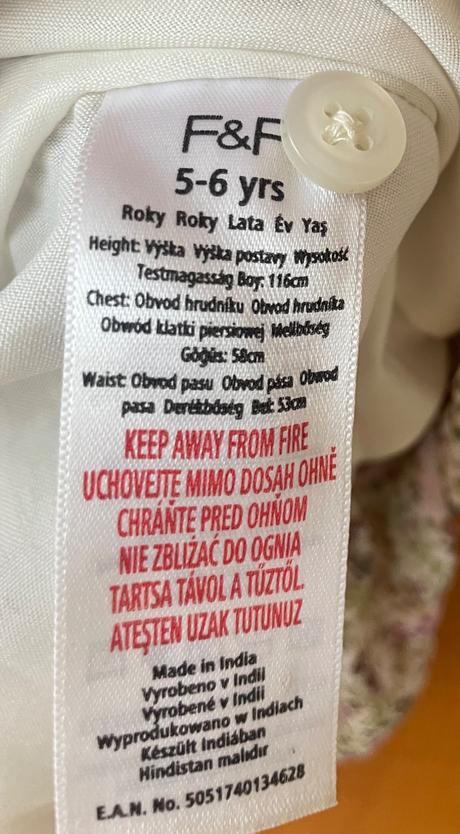 F&F
5-6 yrs
Roky Roky Lata Év Yaş
Height: Výška Výška postavy Wysokość
Testmagasság Boy: 116cm
Chest: Obvod hrudníku Obvod hrudníka
Obwód klatki piersiowej Mellbőség
Göğüs: 58cm
Waist: Obvod pasu Obvod pása Obwód
pasa Derékbőség Bel: 53cm
KEEP AWAY FROM FIRE
UCHOVEJTE MIMO DOSAH OHNĚ
CHRÁŇTE PRED OHŇOM
NIE ZBLIŻAĆ DO OGNIA
TARTSA TÁVOL A TŰZTŐL.
ATEŞTEN UZAK TUTUNUZ
Made in India
Vyrobeno v Indii
Vyrobené v Indii
Wyprodukowano w Indiach
Készült Indiában
Hindistan malıdır
E.A.N. No. 5051740134628